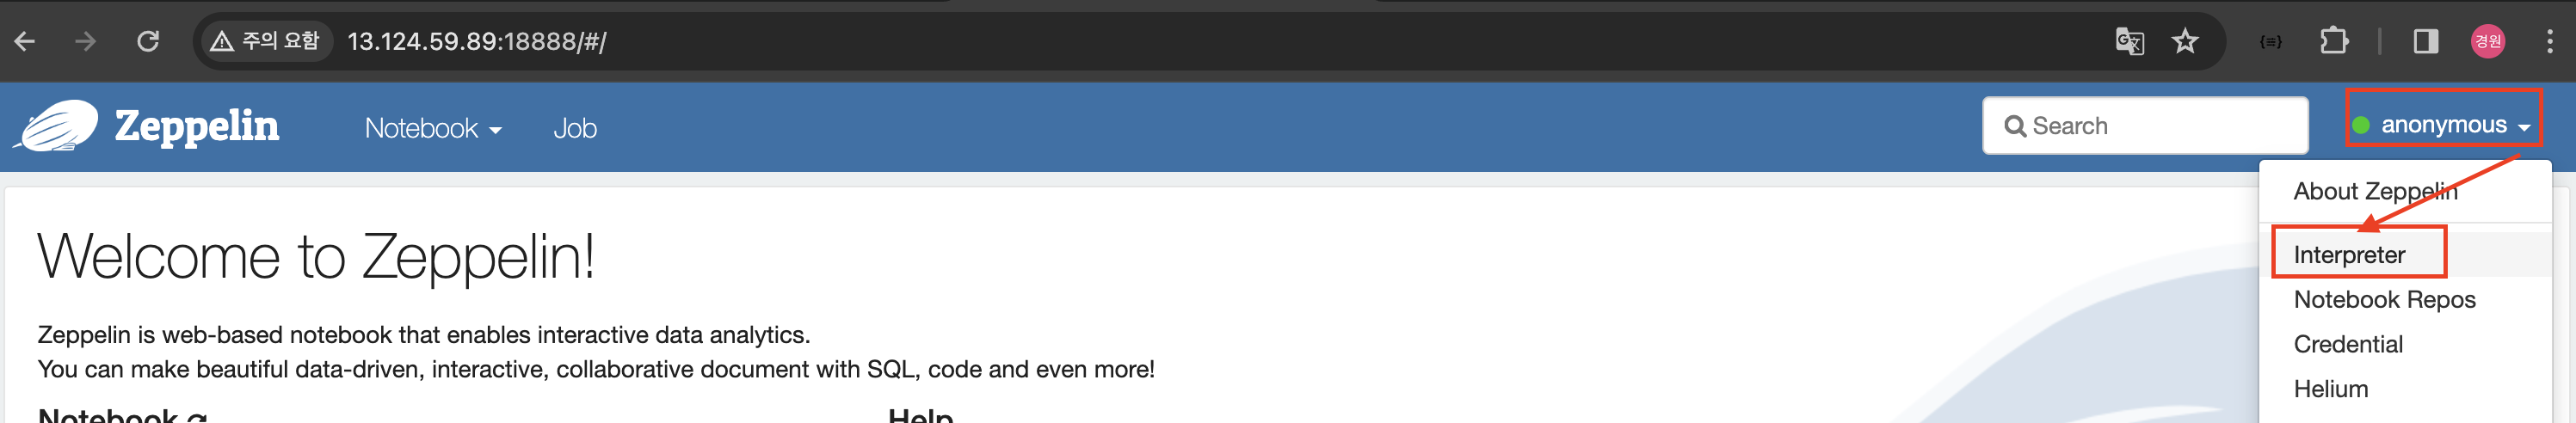 주의 요함 13.124.59.89:18888/#/
{≡} 경원
Zeppelin Notebook Job Search anonymous
About Zeppelin
Interpreter
Notebook Repos
Credential
Helium
Welcome to Zeppelin!
Zeppelin is web-based notebook that enables interactive data analytics.
You can make beautiful data-driven, interactive, collaborative document with SQL, code and even more!
Notebook Help